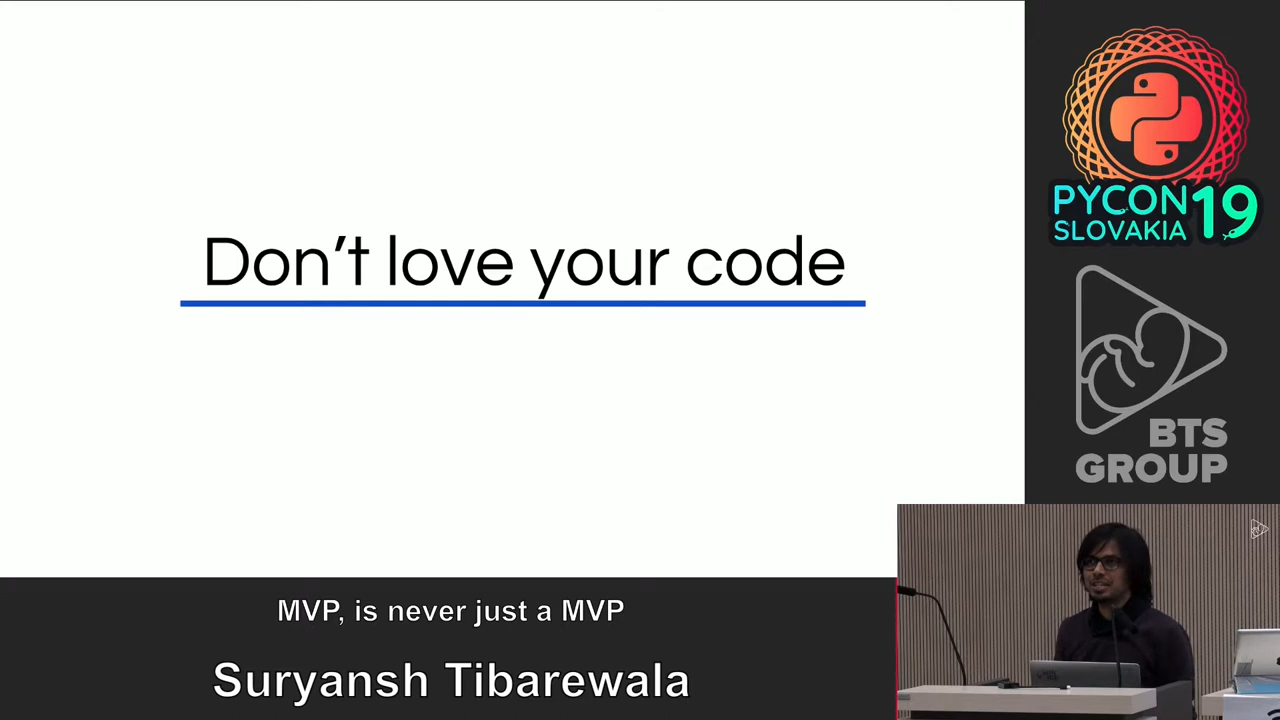 Don't love your code
PYCON 19
SLOVAKIA
BTS
GROUP
MVP, is never just a MVP
Suryansh Tibarewala